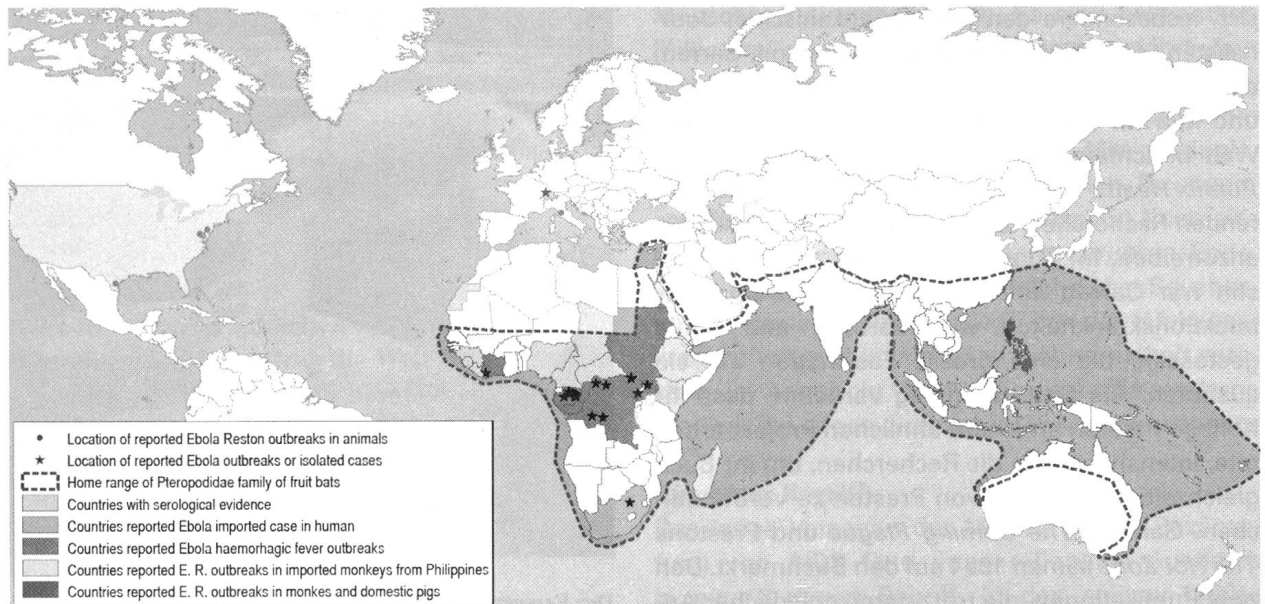 Location of reported Ebola Reston outbreaks in animals
Location of reported Ebola outbreaks or isolated cases
Home range of Pteropodidae family of fruit bats
Countries with serological evidence
Countries reported Ebola imported case in human
Countries reported Ebola haemorhagic fever outbreaks
Countries reported E. R. outbreaks in imported monkeys from Philippines
Countries reported E. R. outbreaks in monkes and domestic pigs